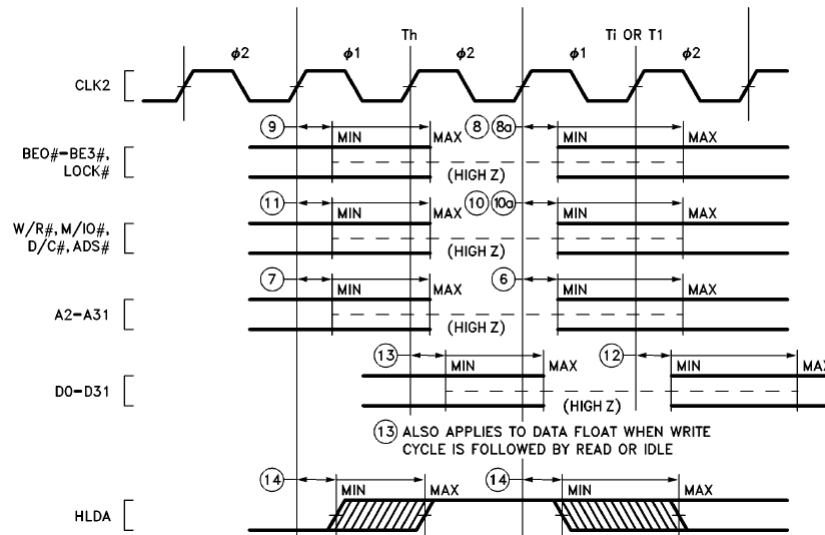 Th Ti OR T1
ϕ2 ϕ1 ϕ2 ϕ1 ϕ2
CLK2
9 MIN MAX 8 8a MIN MAX
BE0#–BE3#,
LOCK#
(HIGH Z)
11 MIN MAX 10 10a MIN MAX
W/R#, M/IO#,
D/C#, ADS#
(HIGH Z)
7 MIN MAX 6 MIN MAX
A2–A31
(HIGH Z)
13 MIN MAX 12 MIN MAX
D0–D31
(HIGH Z)
13 ALSO APPLIES TO DATA FLOAT WHEN WRITE
CYCLE IS FOLLOWED BY READ OR IDLE
14 MIN MAX 14 MIN MAX
HLDA